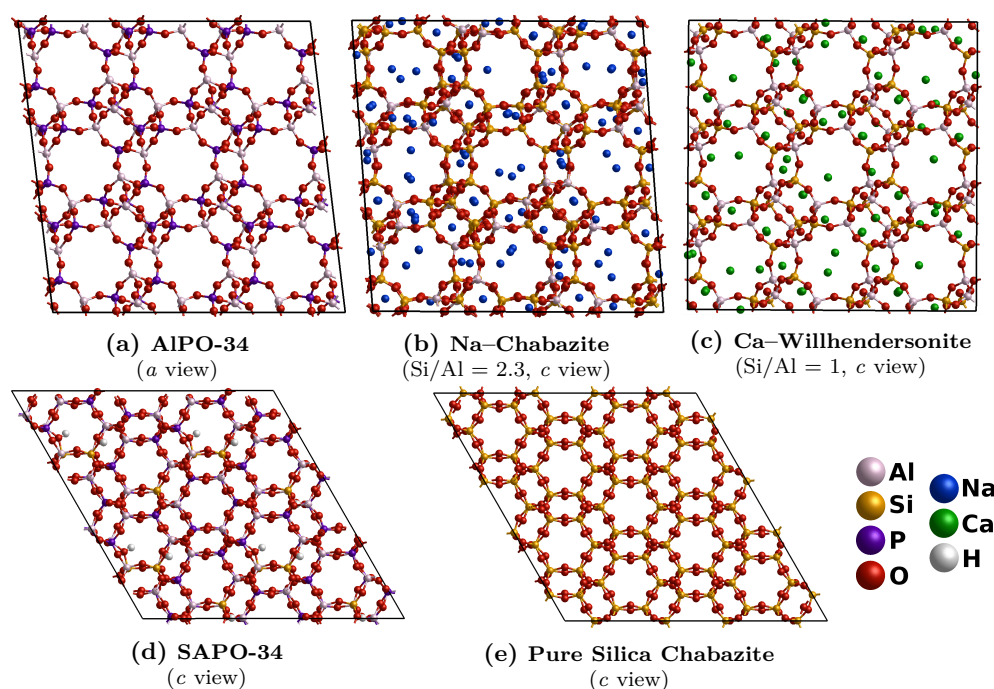 (a) AlPO-34
(a view)
(b) Na–Chabazite
(Si/Al = 2.3, c view)
(c) Ca–Willhendersonite
(Si/Al = 1, c view)
(d) SAPO-34
(c view)
(e) Pure Silica Chabazite
(c view)
Al
Si
P
O
Na
Ca
H